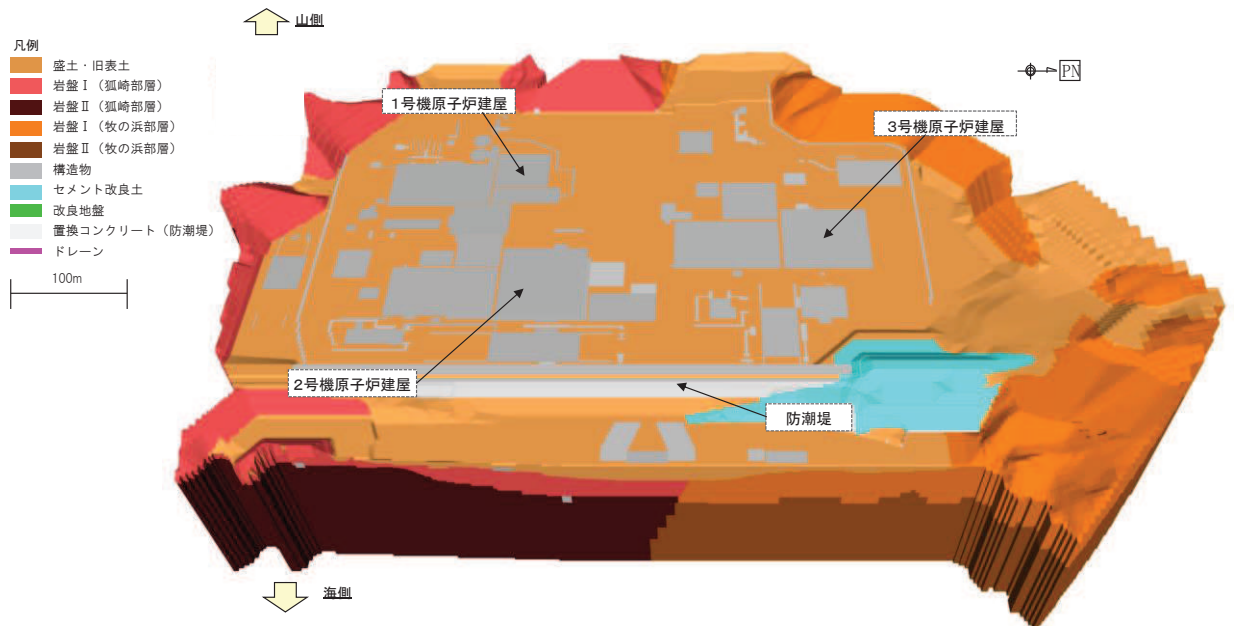 山側
凡例
盛土・旧表土
岩盤Ⅰ（狐崎部層）
岩盤Ⅱ（狐崎部層）
岩盤Ⅰ（牧の浜部層）
岩盤Ⅱ（牧の浜部層）
構造物
セメント改良土
改良地盤
置換コンクリート（防潮堤）
ドレーン
100m
PN
1号機原子炉建屋
3号機原子炉建屋
2号機原子炉建屋
防潮堤
海側